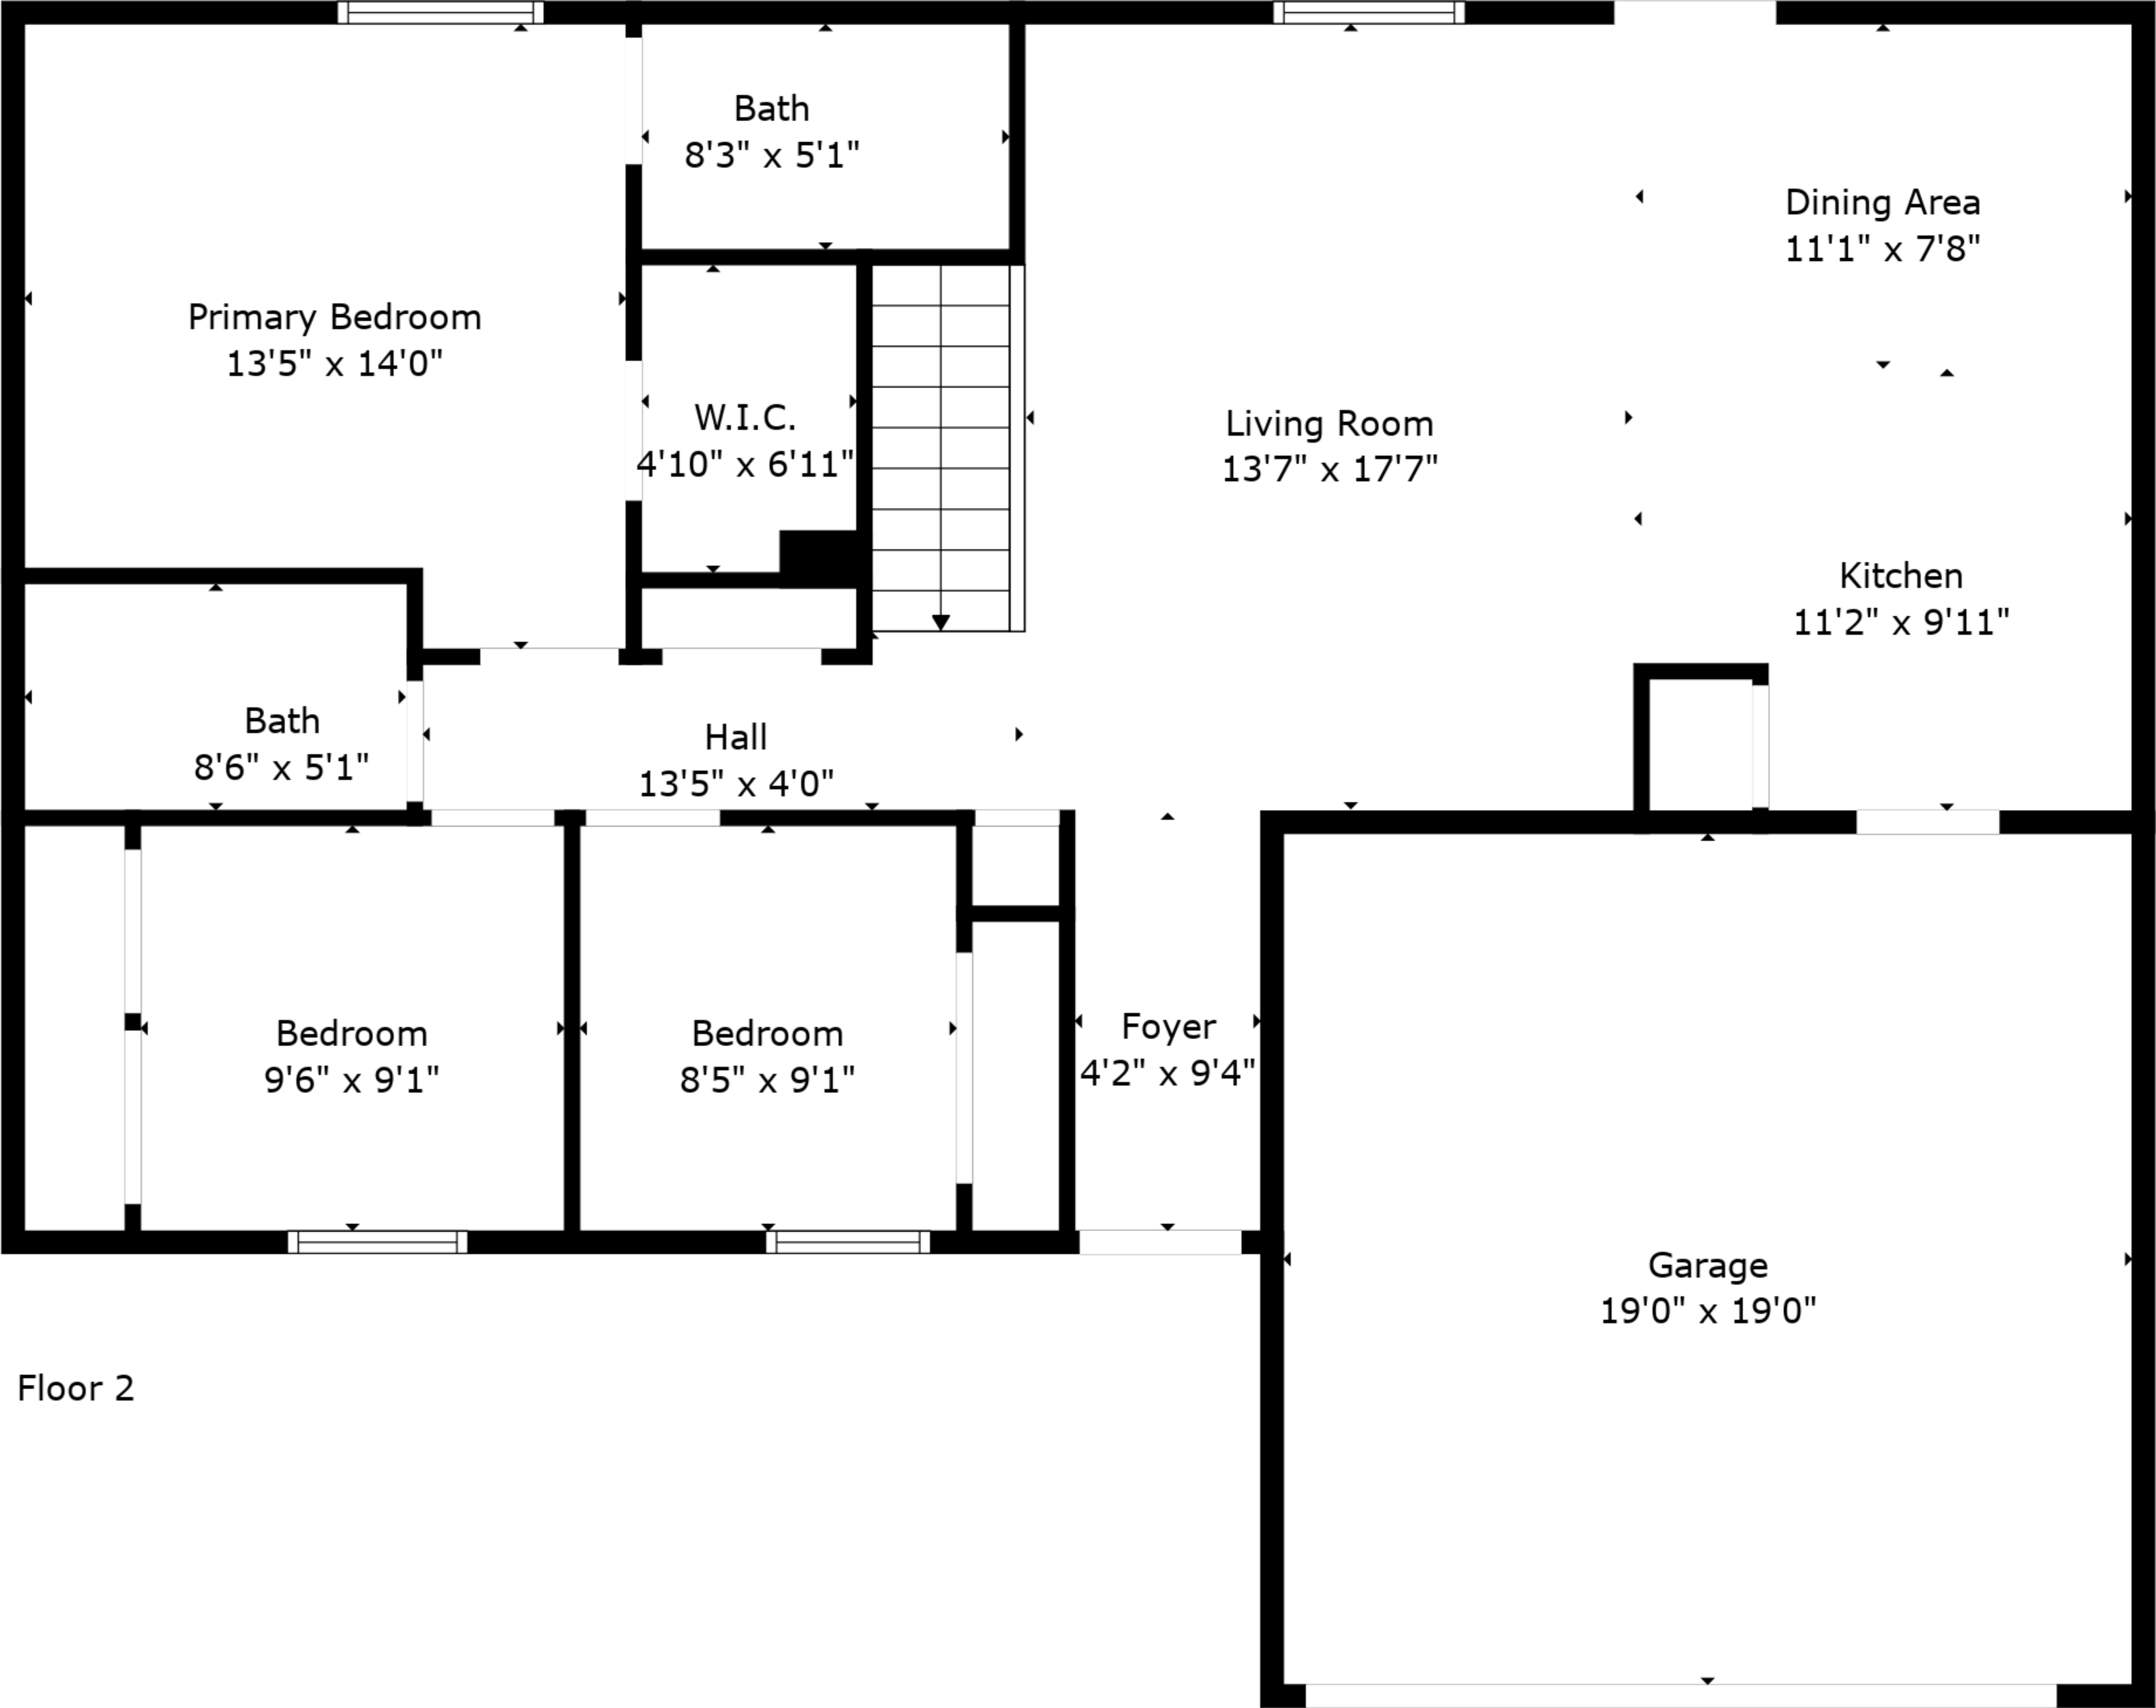 Bath
8'3" x 5'1"
Dining Area
11'1" x 7'8"
Primary Bedroom
13'5" x 14'0"
W.I.C.
4'10" x 6'11"
Living Room
13'7" x 17'7"
Kitchen
11'2" x 9'11"
Bath
8'6" x 5'1"
Hall
13'5" x 4'0"
Bedroom
9'6" x 9'1"
Bedroom
8'5" x 9'1"
Foyer
4'2" x 9'4"
Garage
19'0" x 19'0"
Floor 2